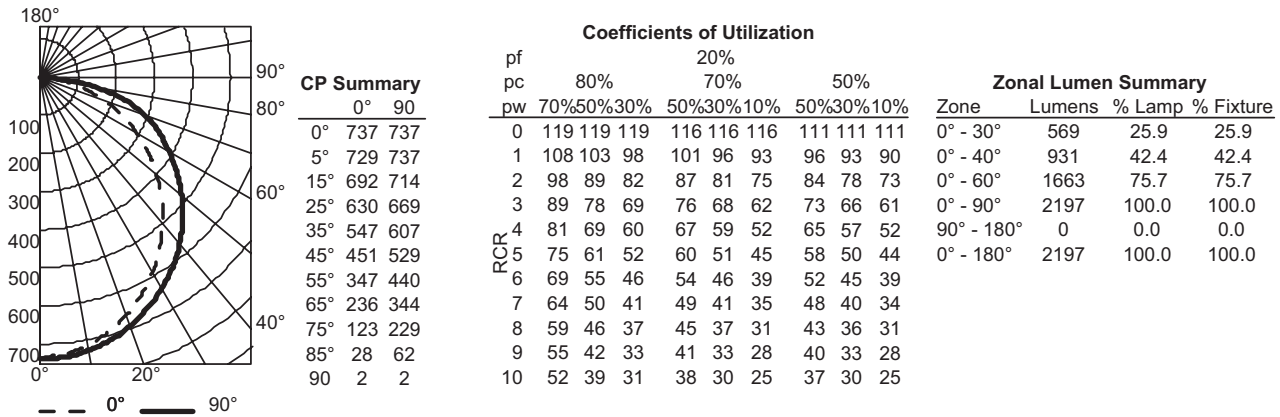 180°
90°
80°
60°
40°
100
200
300
400
500
600
700
0° 20°
0° 90°
CP Summary
0° 90
0° 737 737
5° 729 737
15° 692 714
25° 630 669
35° 547 607
45° 451 529
55° 347 440
65° 236 344
75° 123 229
85° 28 62
90 2 2
Coefficients of Utilization
pf 20%
pc 80% 70% 50%
pw 70%50%30% 50%30%10% 50%30%10%
RCR
0 119 119 119 116 116 116 111 111 111
1 108 103 98 101 96 93 96 93 90
2 98 89 82 87 81 75 84 78 73
3 89 78 69 76 68 62 73 66 61
4 81 69 60 67 59 52 65 57 52
5 75 61 52 60 51 45 58 50 44
6 69 55 46 54 46 39 52 45 39
7 64 50 41 49 41 35 48 40 34
8 59 46 37 45 37 31 43 36 31
9 55 42 33 41 33 28 40 33 28
10 52 39 31 38 30 25 37 30 25
Zonal Lumen Summary
Zone Lumens % Lamp % Fixture
0° - 30° 569 25.9 25.9
0° - 40° 931 42.4 42.4
0° - 60° 1663 75.7 75.7
0° - 90° 2197 100.0 100.0
90° - 180° 0 0.0 0.0
0° - 180° 2197 100.0 100.0